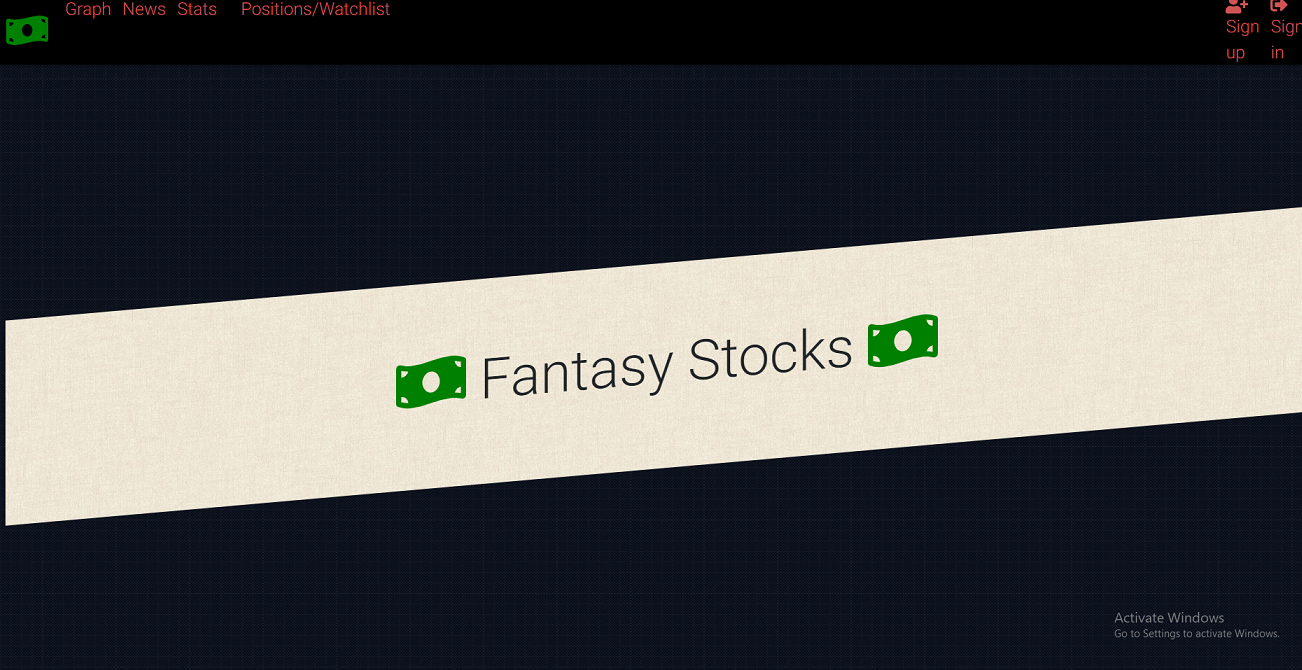 Graph News Stats Positions/Watchlist
Sign up
Sign in
Fantasy Stocks
Activate Windows
Go to Settings to activate Windows.